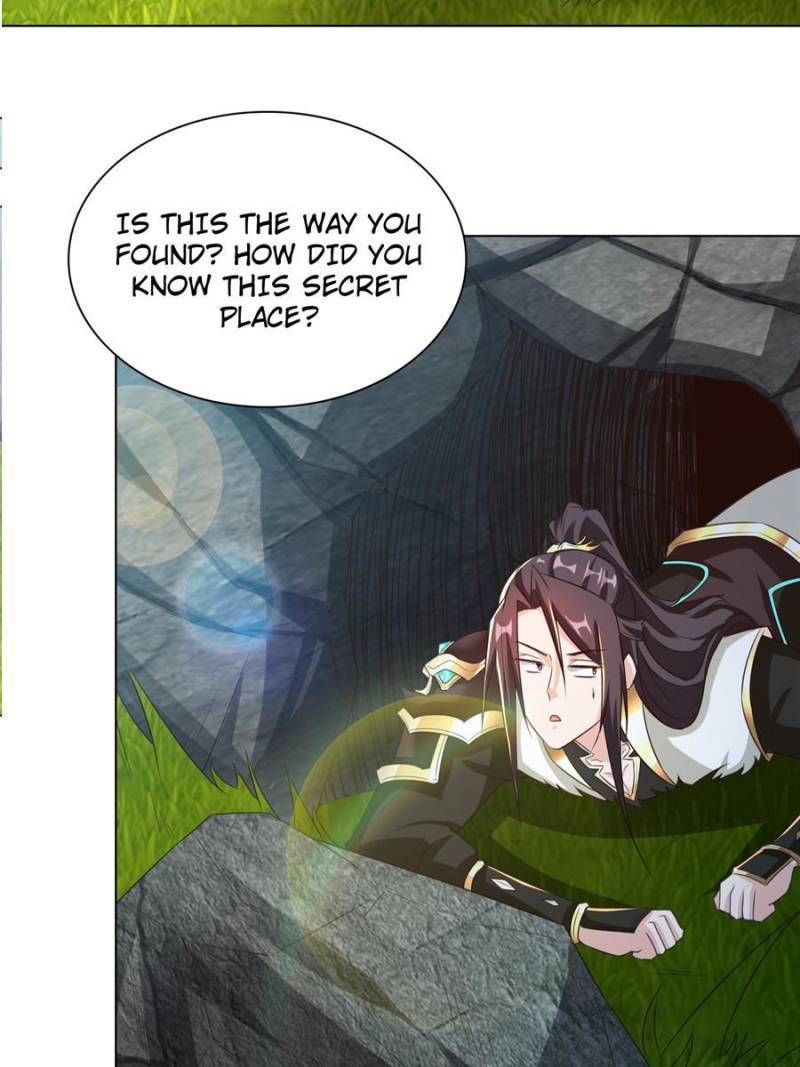 IS THIS THE WAY YOU
FOUND? HOW DID YOU
KNOW THIS SECRET
PLACE?